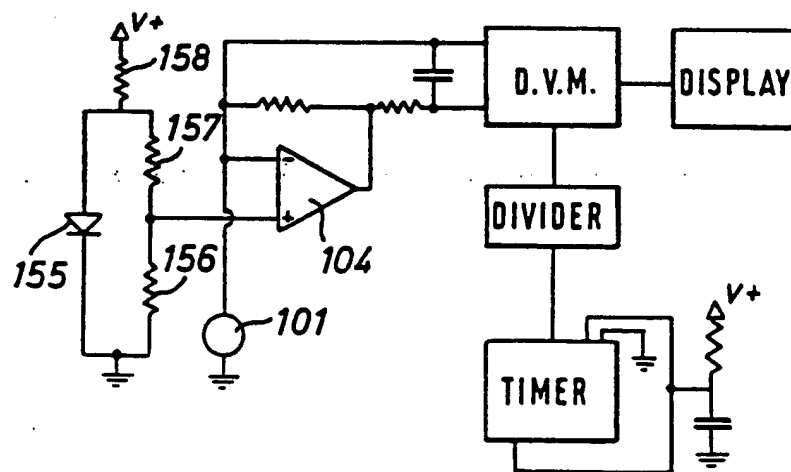 V+
158
157
155
156
104
101
D.V.M.
DISPLAY
DIVIDER
TIMER
V+
-
+